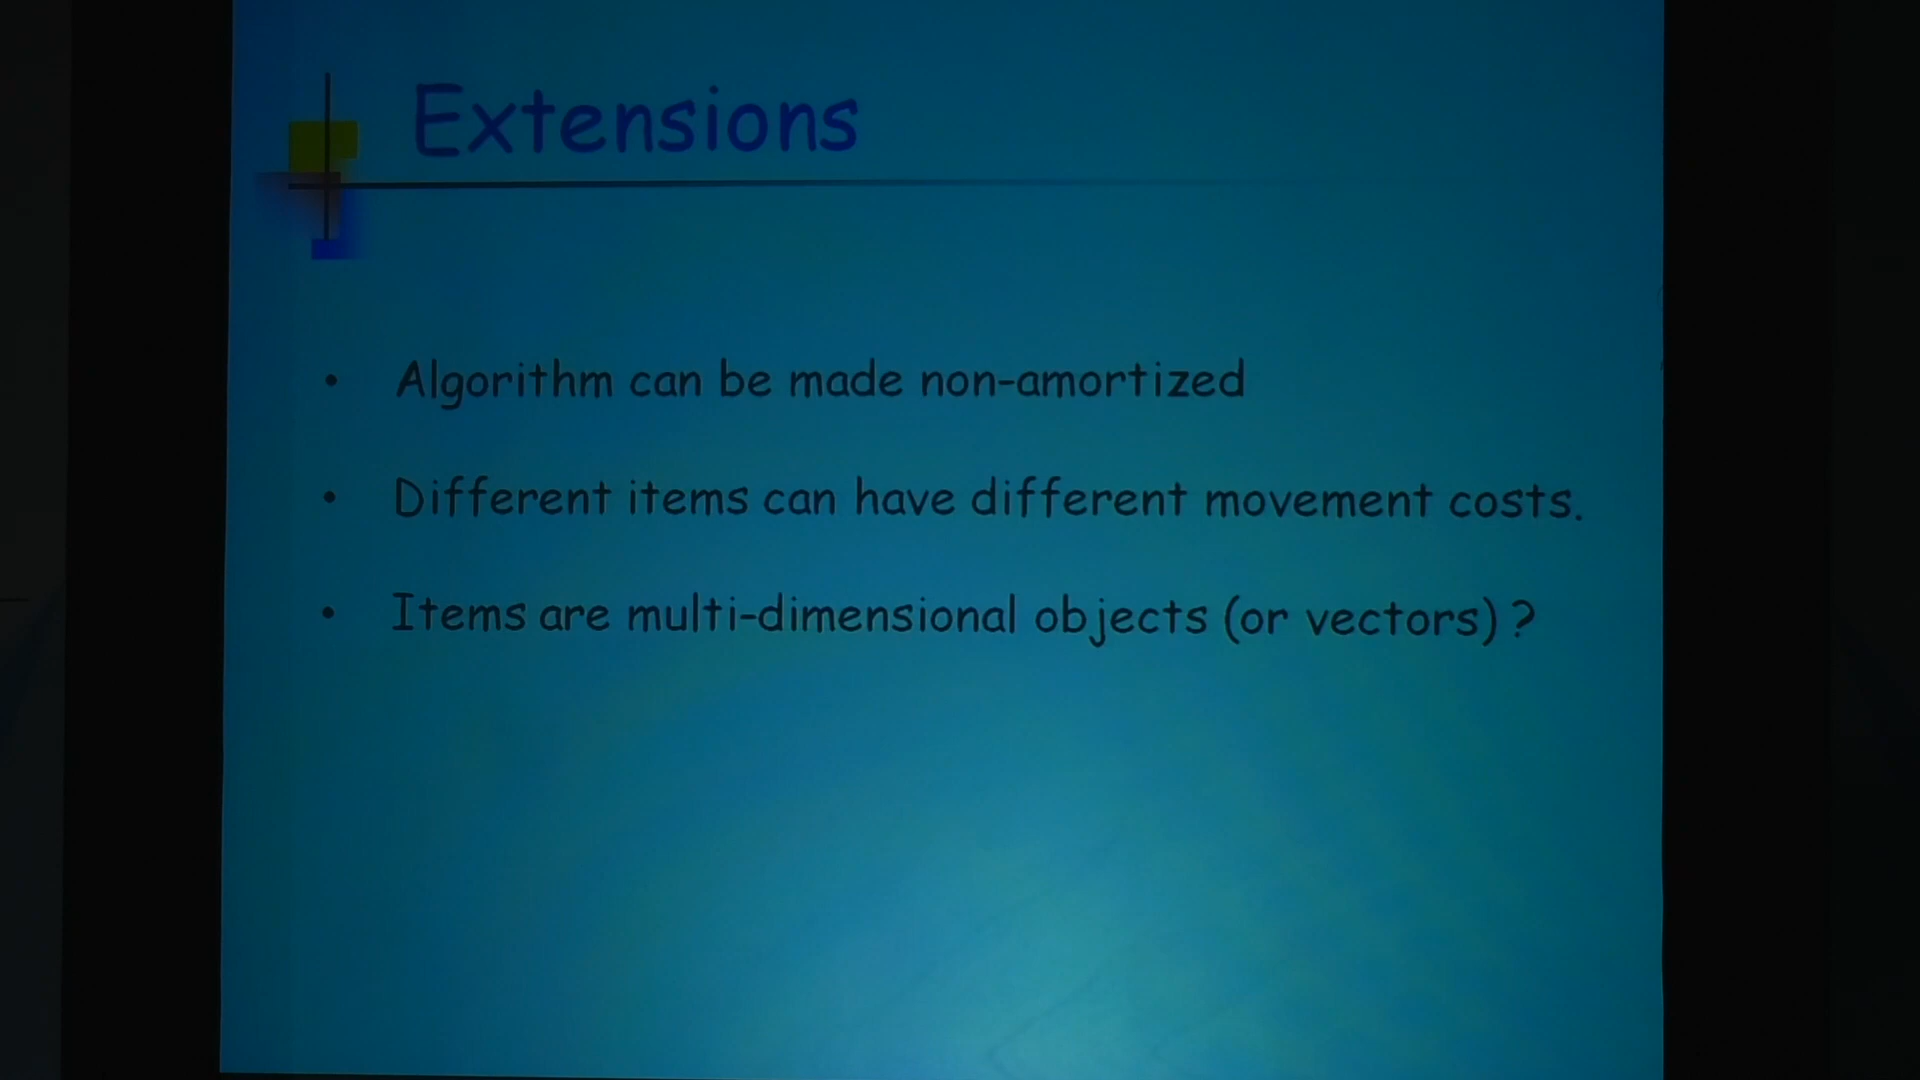 Extensions
• Algorithm can be made non-amortized
• Different items can have different movement costs.
• Items are multi-dimensional objects (or vectors) ?